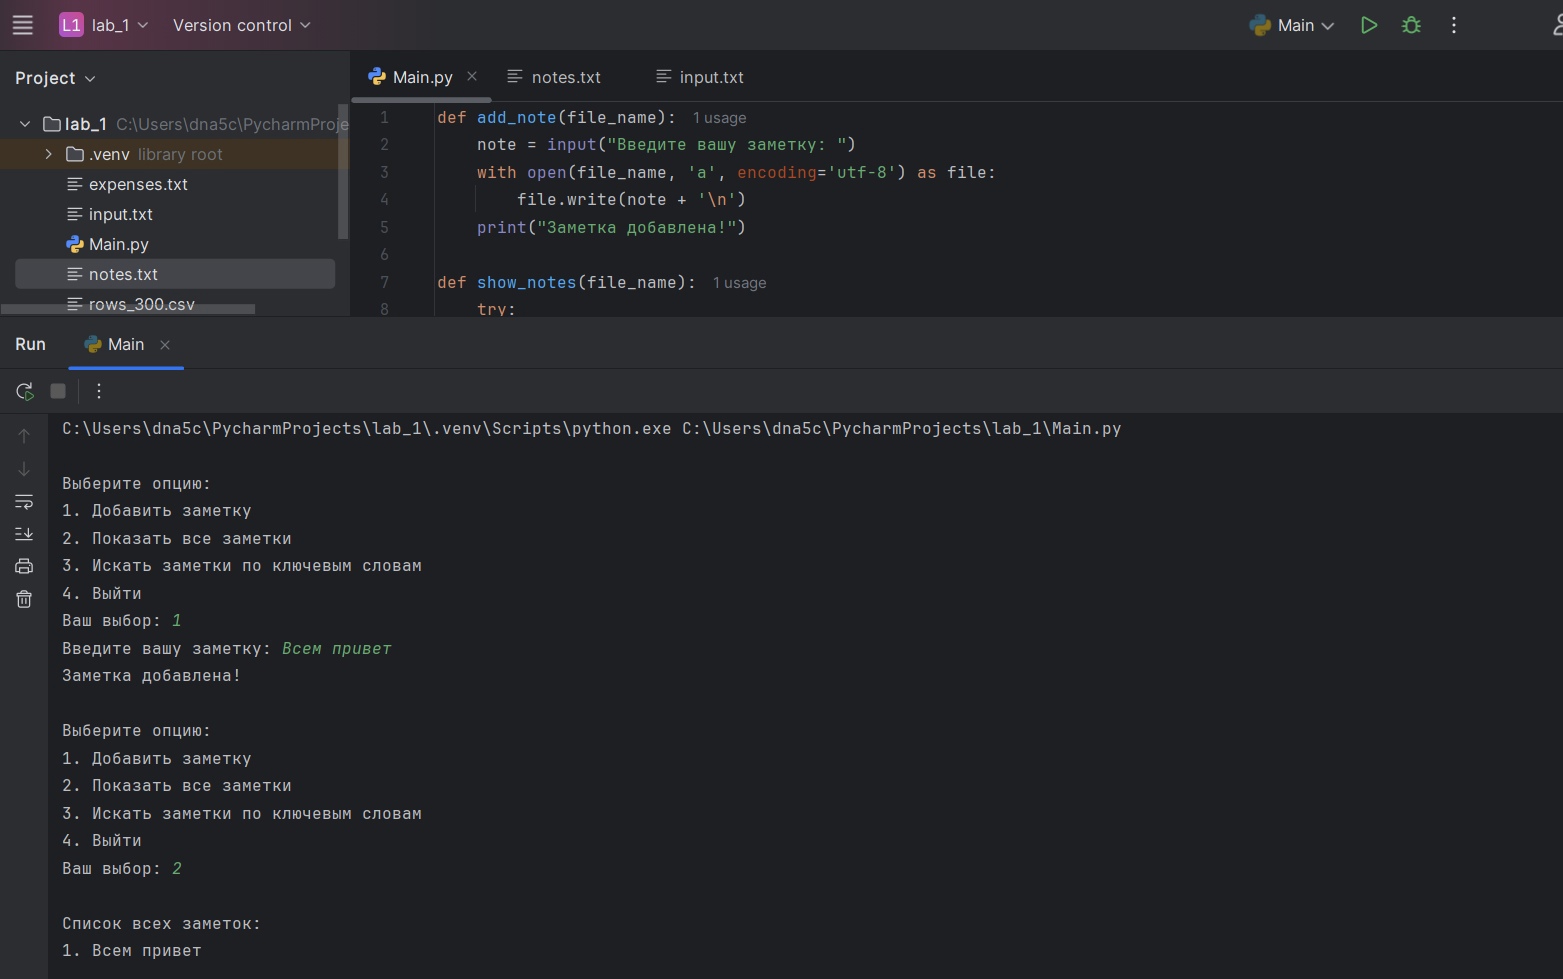 L1 lab_1 Version control Main
Project
Main.py notes.txt input.txt
lab_1 C:\Users\dna5c\PycharmProje
.venv library root
expenses.txt
input.txt
Main.py
notes.txt
rows_300.csv
1 def add_note(file_name): 1 usage
2 note = input("Введите вашу заметку: ")
3 with open(file_name, 'a', encoding='utf-8') as file:
4 file.write(note + '\n')
5 print("Заметка добавлена!")
6
7 def show_notes(file_name): 1 usage
8 try:
Run Main
C:\Users\dna5c\PycharmProjects\lab_1\.venv\Scripts\python.exe C:\Users\dna5c\PycharmProjects\lab_1\Main.py
Выберите опцию:
1. Добавить заметку
2. Показать все заметки
3. Искать заметки по ключевым словам
4. Выйти
Ваш выбор: 1
Введите вашу заметку: Всем привет
Заметка добавлена!
Выберите опцию:
1. Добавить заметку
2. Показать все заметки
3. Искать заметки по ключевым словам
4. Выйти
Ваш выбор: 2
Список всех заметок:
1. Всем привет